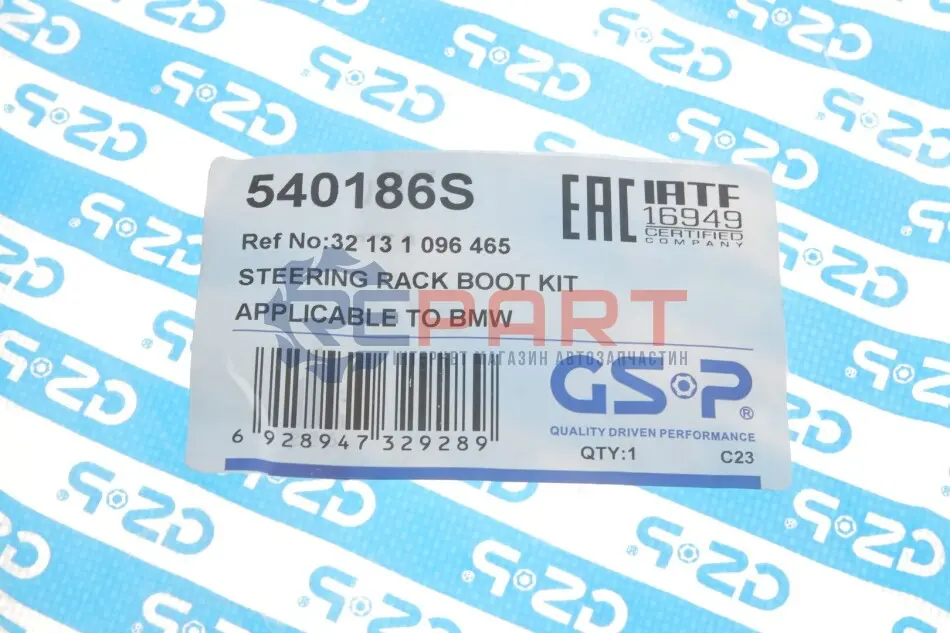 540186S
EAC
IATF
16949
CERTIFIED
COMPANY
Ref No:32 13 1 096 465
STEERING RACK BOOT KIT
APPLICABLE TO BMW
REPART
ИНТЕРНЕТ МАГАЗИН АВТОЗАПЧАСТИН
6 928947 329289
GSP®
QUALITY DRIVEN PERFORMANCE
QTY:1
C23